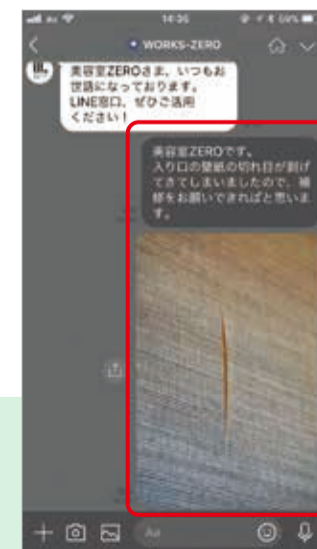 14:36
WORKS-ZERO
美容室ZEROさま、いつもお
世話になっております。
LINE窓口、ぜひご活用
ください！
美容室ZEROです。
入り口の壁紙の切れ目が剥げ
てきてしまいましたので、補
修をお願いできればと思いま
す。
Aa